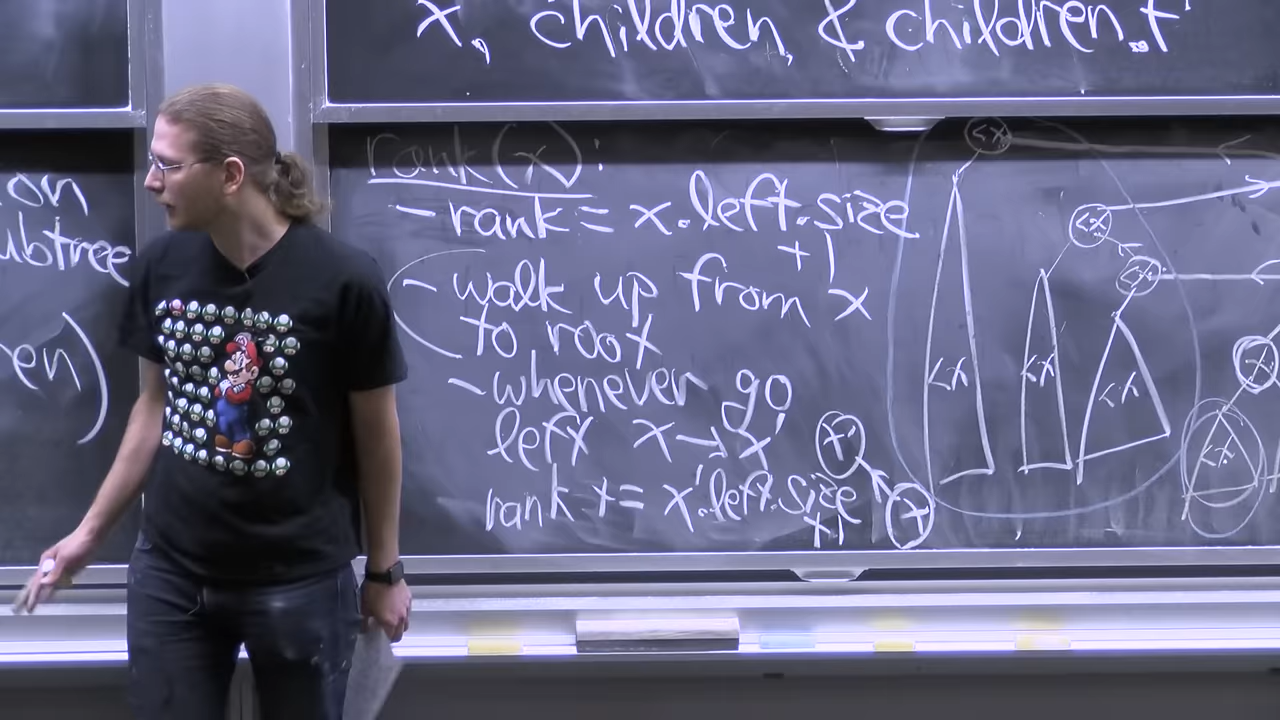 x, children, & children.f
on
ubtree
en)
rank(x):
- rank = x.left.size
+1
- walk up from x
to root
- whenever go
left x→x'
rank += x'.left.size
+1
<x
<x
<x
<x
<x
<x
<x
x'
x